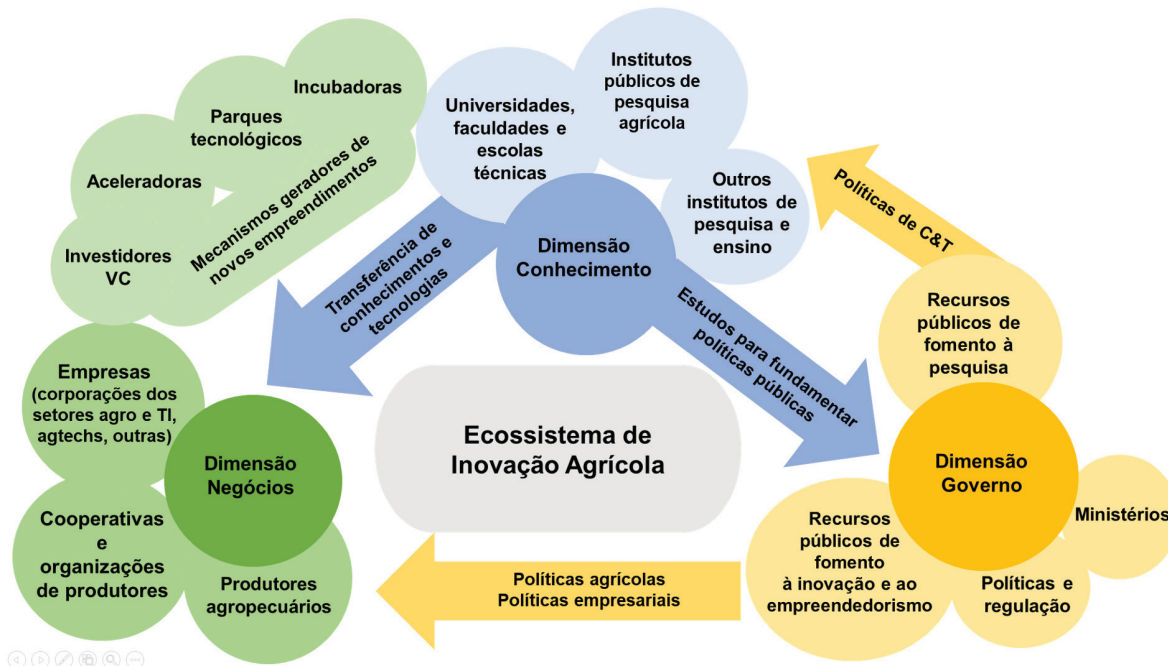 Incubadoras
Parques
tecnológicos
Aceleradoras
Investidores
VC
Mecanismos geradores de
novos empreendimentos
Universidades,
faculdades e
escolas
técnicas
Institutos
públicos de
pesquisa
agrícola
Outros
institutos de
pesquisa e
ensino
Dimensão
Conhecimento
Transferência de
conhecimentos e
tecnologias
Estudos para fundamentar
políticas públicas
Políticas de C&T
Recursos
públicos de
fomento à
pesquisa
Empresas
(corporações dos
setores agro e TI,
agtechs, outras)
Dimensão
Negócios
Cooperativas
e
organizações
de produtores
Produtores
agropecuários
Ecossistema de
Inovação Agrícola
Dimensão
Governo
Ministérios
Recursos
públicos de
fomento
à inovação e ao
empreendedorismo
Políticas e
regulação
Políticas agrícolas
Políticas empresariais